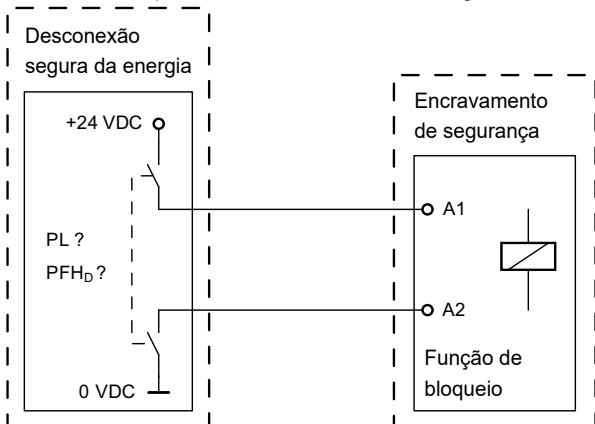 Desconexão
segura da energia
+24 VDC
PL ?
PFHD ?
0 VDC
Encravamento
de segurança
A1
A2
Função de
bloqueio